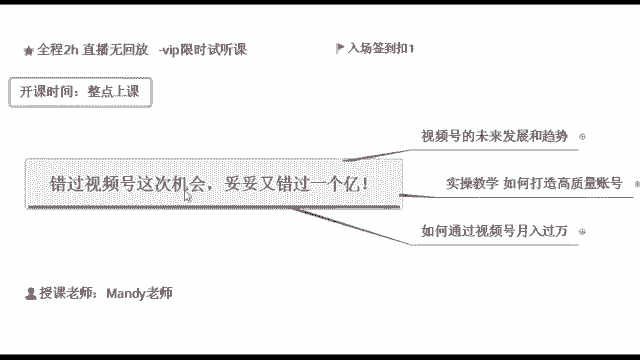 全程2h 直播无回放 -vip限时试听课
入场签到扣1
开课时间：整点上课
视频号的未来发展和趋势
错过视频号这次机会，妥妥又错过一个亿！
实操教学 如何打造高质量账号
如何通过视频号月入过万
授课老师：Mandy老师